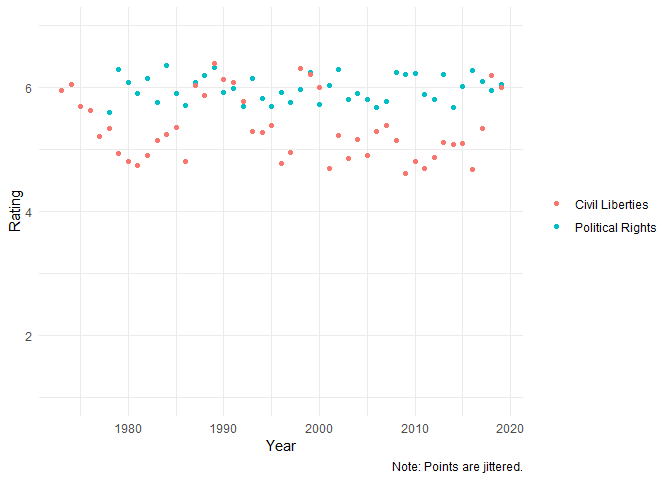 6
4
2
Rating
1980
1990
2000
2010
2020
Year
Civil Liberties
Political Rights
Note: Points are jittered.